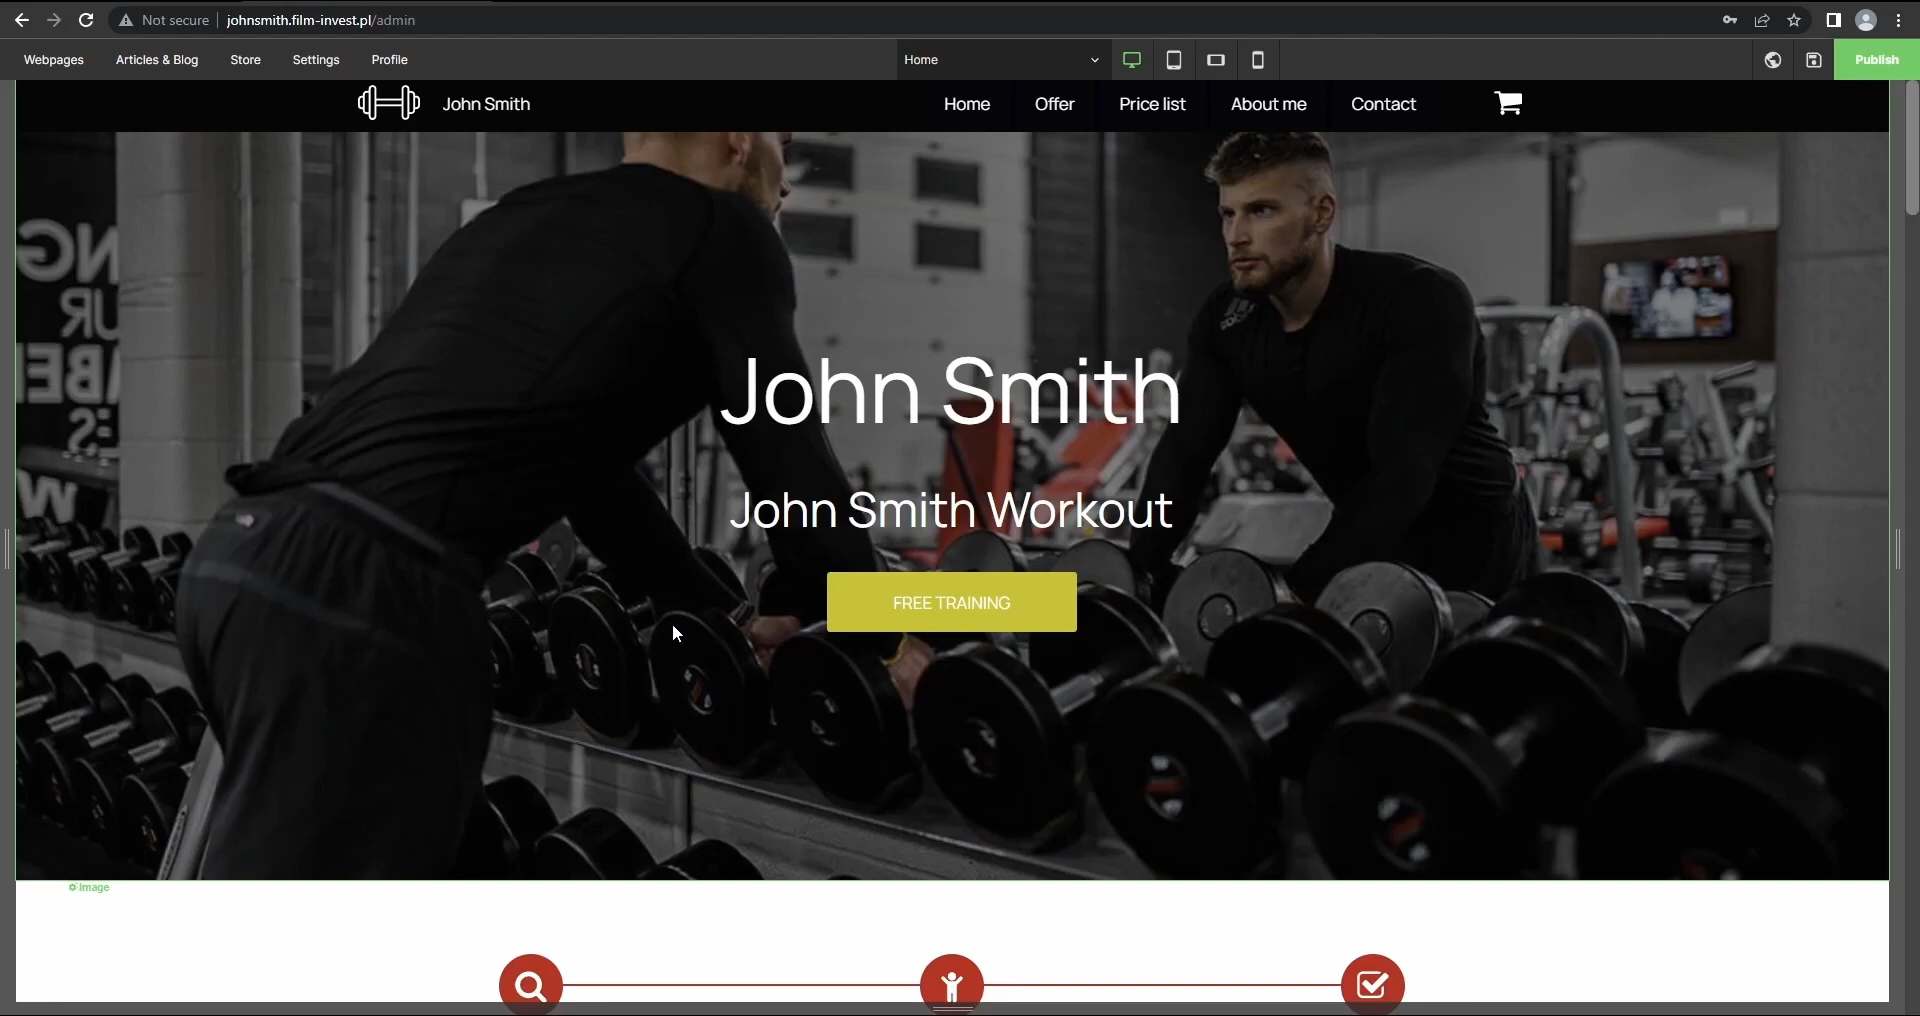 Not secure johnsmith.film-invest.pl/admin
Webpages Articles & Blog Store Settings Profile Home Publish
John Smith Home Offer Price list About me Contact
John Smith
John Smith Workout
FREE TRAINING
Image